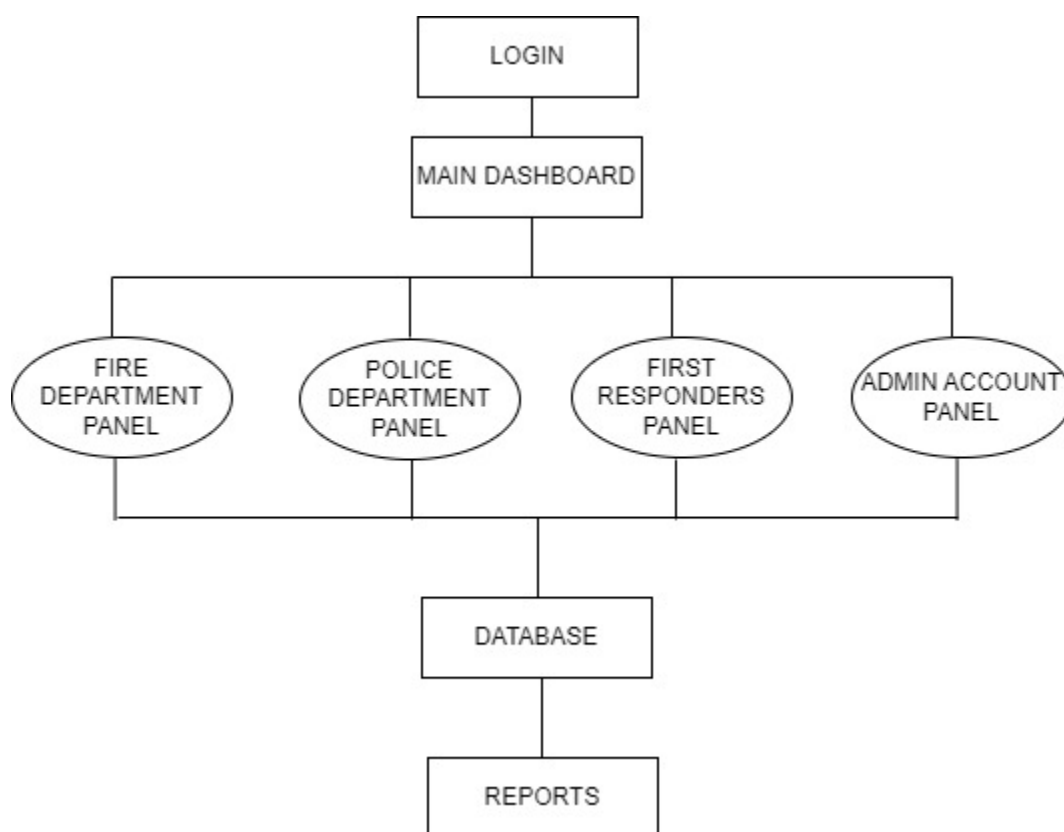 LOGIN
MAIN DASHBOARD
FIRE
DEPARTMENT
PANEL
POLICE
DEPARTMENT
PANEL
FIRST
RESPONDERS
PANEL
ADMIN ACCOUNT
PANEL
DATABASE
REPORTS